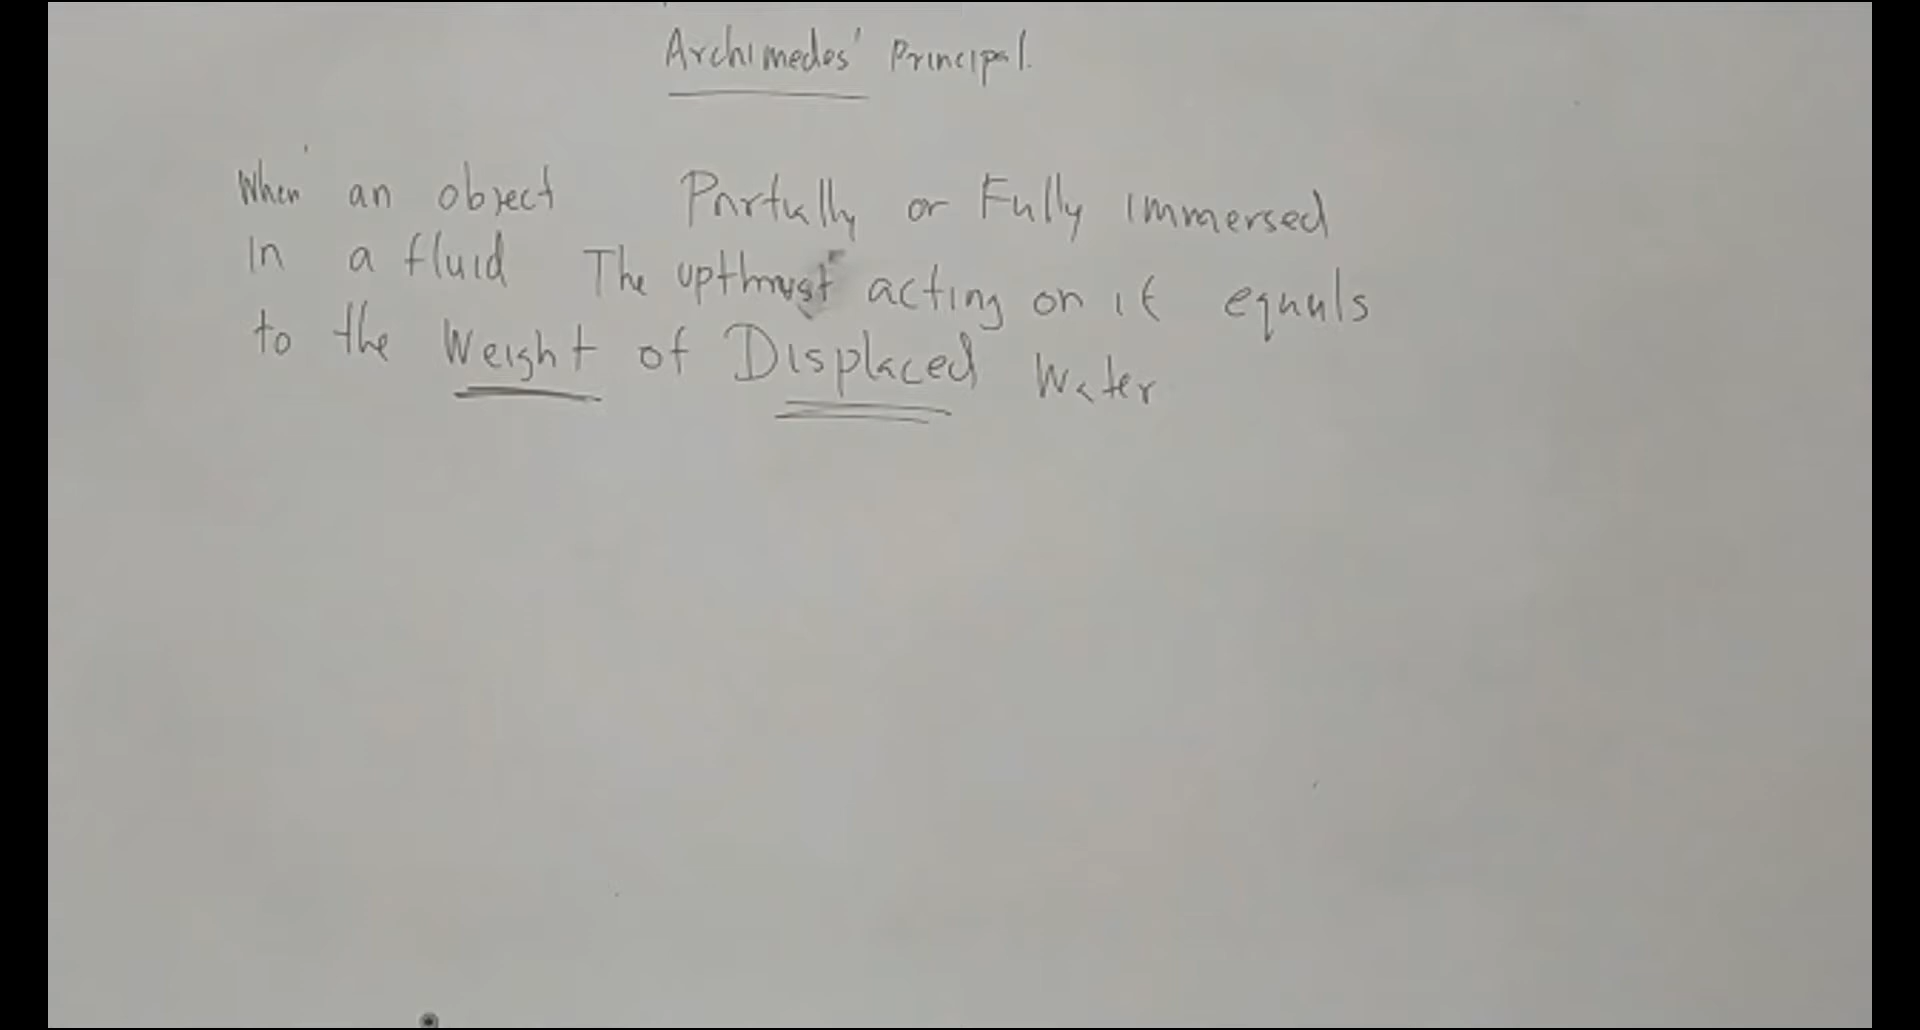 Archimedes' Principal.
When an object Partially or Fully immersed
in a fluid The upthrust acting on it equals
to the Weight of Displaced Water